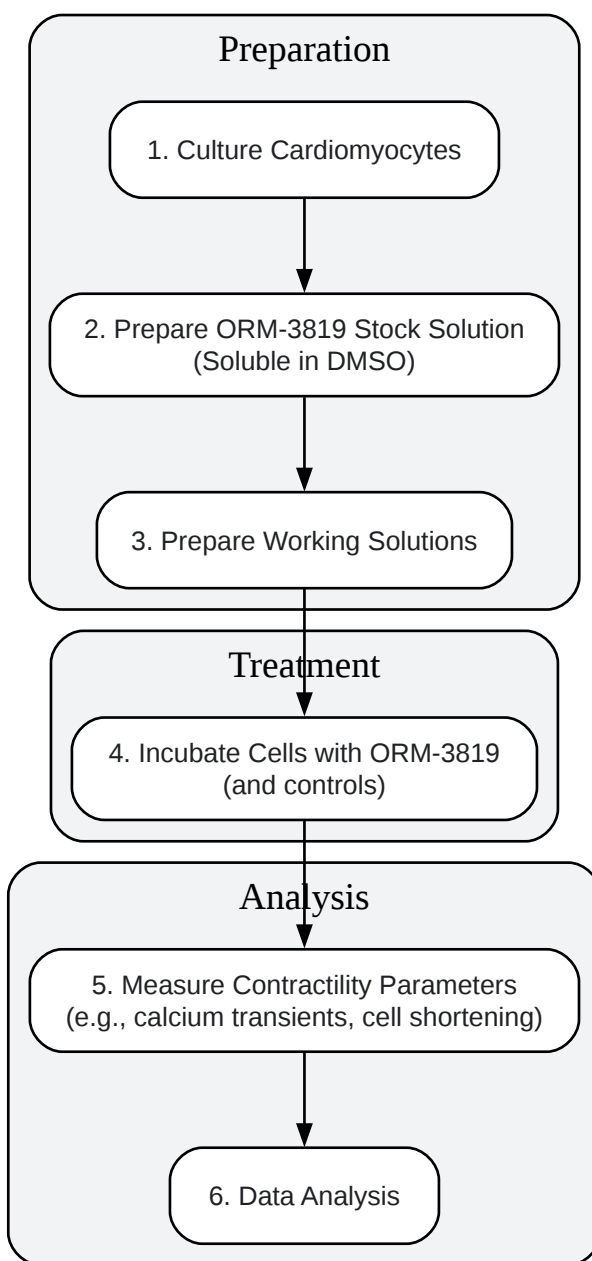 Preparation
1. Culture Cardiomyocytes
2. Prepare ORM-3819 Stock Solution
(Soluble in DMSO)
3. Prepare Working Solutions
Treatment
4. Incubate Cells with ORM-3819
(and controls)
Analysis
5. Measure Contractility Parameters
(e.g., calcium transients, cell shortening)
6. Data Analysis